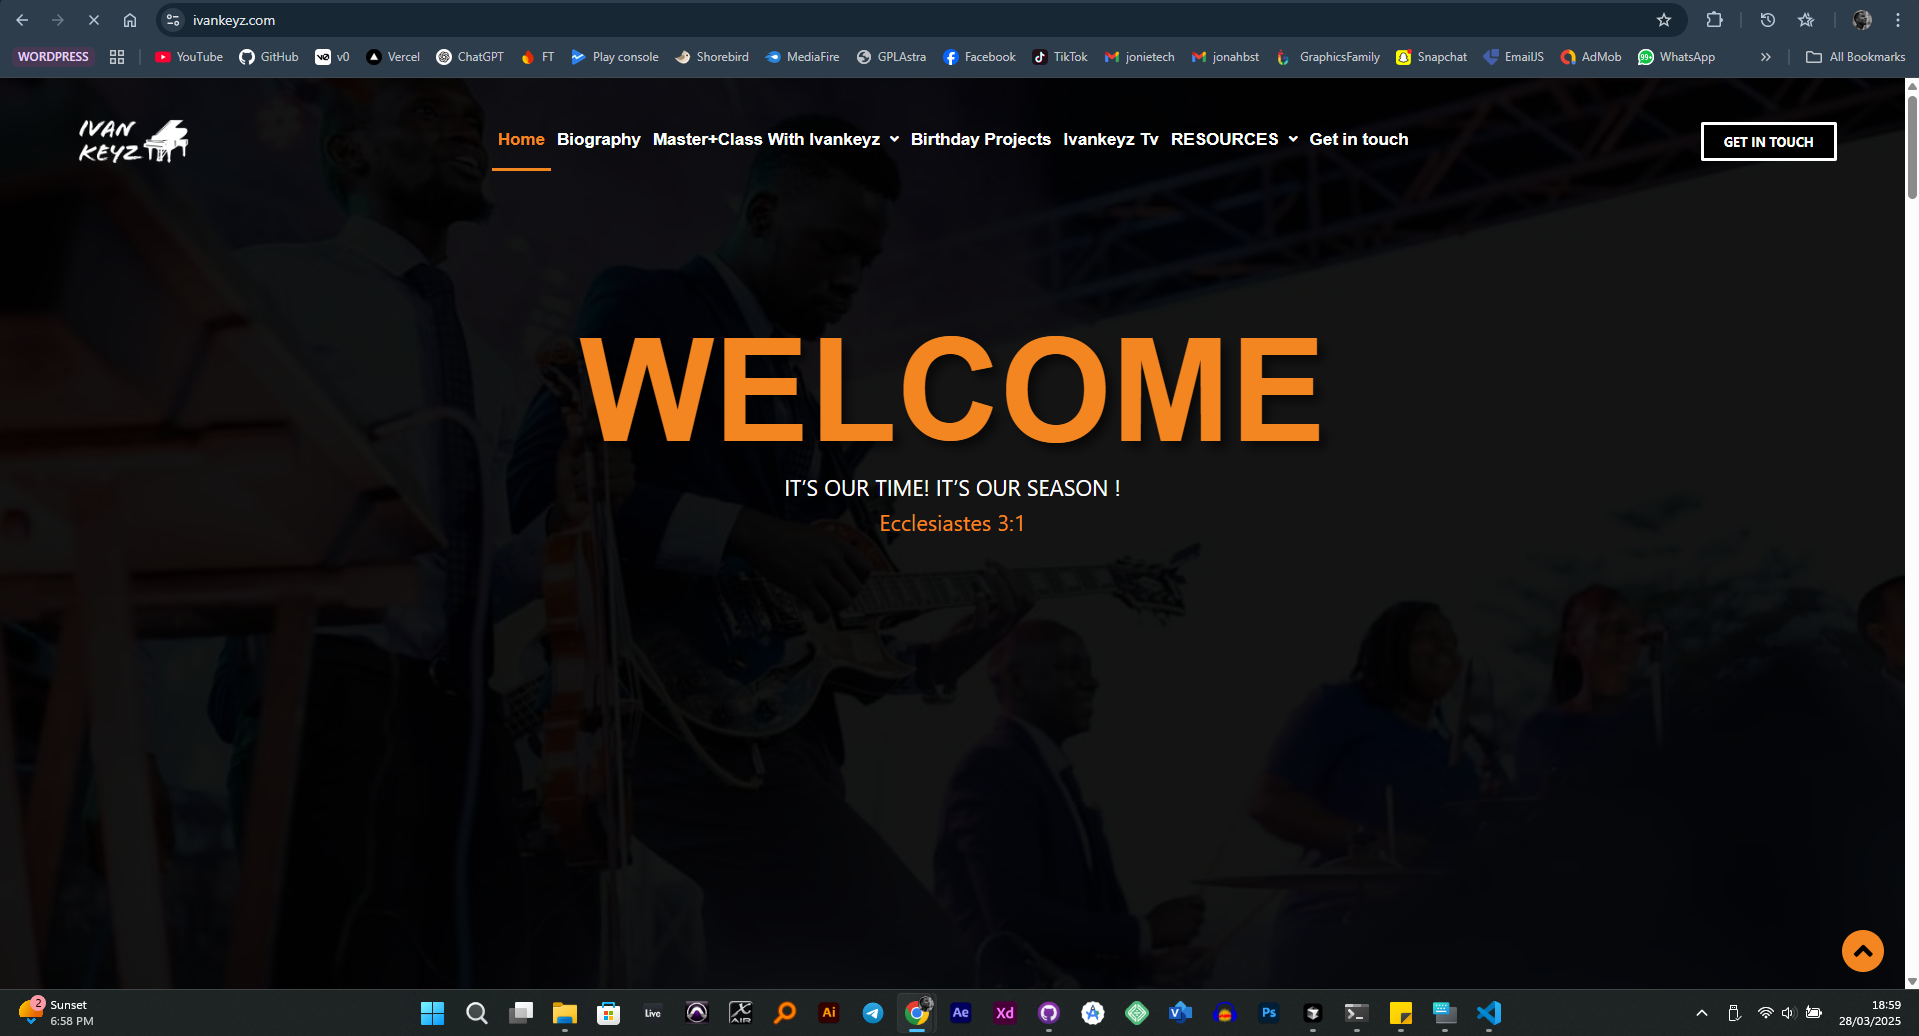 ivankeyz.com
WORDPRESS
YouTube
GitHub
v0
Vercel
ChatGPT
FT
Play console
Shorebird
MediaFire
GPLAstra
Facebook
TikTok
jonietech
jonahbst
GraphicsFamily
Snapchat
EmailJS
AdMob
99+
WhatsApp
All Bookmarks
IVAN
KEYZ
Home
Biography
Master+Class With Ivankeyz
Birthday Projects
Ivankeyz Tv
RESOURCES
Get in touch
GET IN TOUCH
WELCOME
IT’S OUR TIME! IT’S OUR SEASON !
Ecclesiastes 3:1
2
Sunset
6:58 PM
Live
X AIR
Ai
Ae
Xd
Ps
18:59
28/03/2025